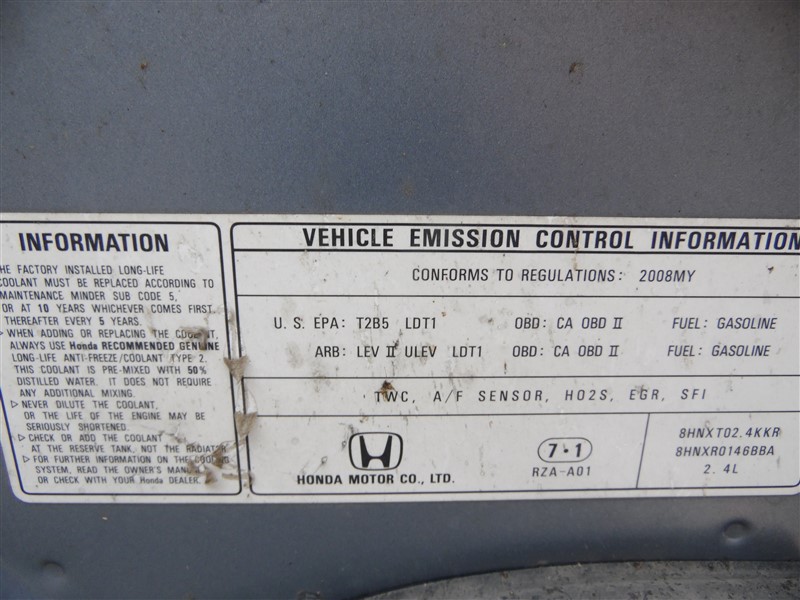 INFORMATION
THE FACTORY INSTALLED LONG-LIFE
COOLANT MUST BE REPLACED ACCORDING TO
MAINTENANCE MINDER SUB CODE 5,
OR AT 10 YEARS WHICHEVER COMES FIRST.
THEREAFTER EVERY 5 YEARS.
▷ WHEN ADDING OR REPLACING THE COOLANT,
ALWAYS USE Honda RECOMMENDED GENUINE
LONG-LIFE ANTI-FREEZE/COOLANT TYPE 2.
THIS COOLANT IS PRE-MIXED WITH 50%
DISTILLED WATER. IT DOES NOT REQUIRE
ANY ADDITIONAL MIXING.
▷ NEVER DILUTE THE COOLANT,
OR THE LIFE OF THE ENGINE MAY BE
SERIOUSLY SHORTENED.
▷ CHECK OR ADD THE COOLANT
AT THE RESERVE TANK, NOT THE RADIATOR
▷ FOR FURTHER INFORMATION ON THE COOLING
SYSTEM, READ THE OWNER'S MANUAL
OR CHECK WITH YOUR Honda DEALER.
VEHICLE EMISSION CONTROL INFORMATION
CONFORMS TO REGULATIONS: 2008MY
U. S. EPA: T2B5 LDT1 OBD: CA OBD II FUEL: GASOLINE
ARB: LEV II ULEV LDT1 OBD: CA OBD II FUEL: GASOLINE
TWC, A/F SENSOR, HO2S, EGR, SFI
HONDA MOTOR CO., LTD.
7·1
RZA-A01
8HNXT02.4KKR
8HNXR0146BBA
2. 4L